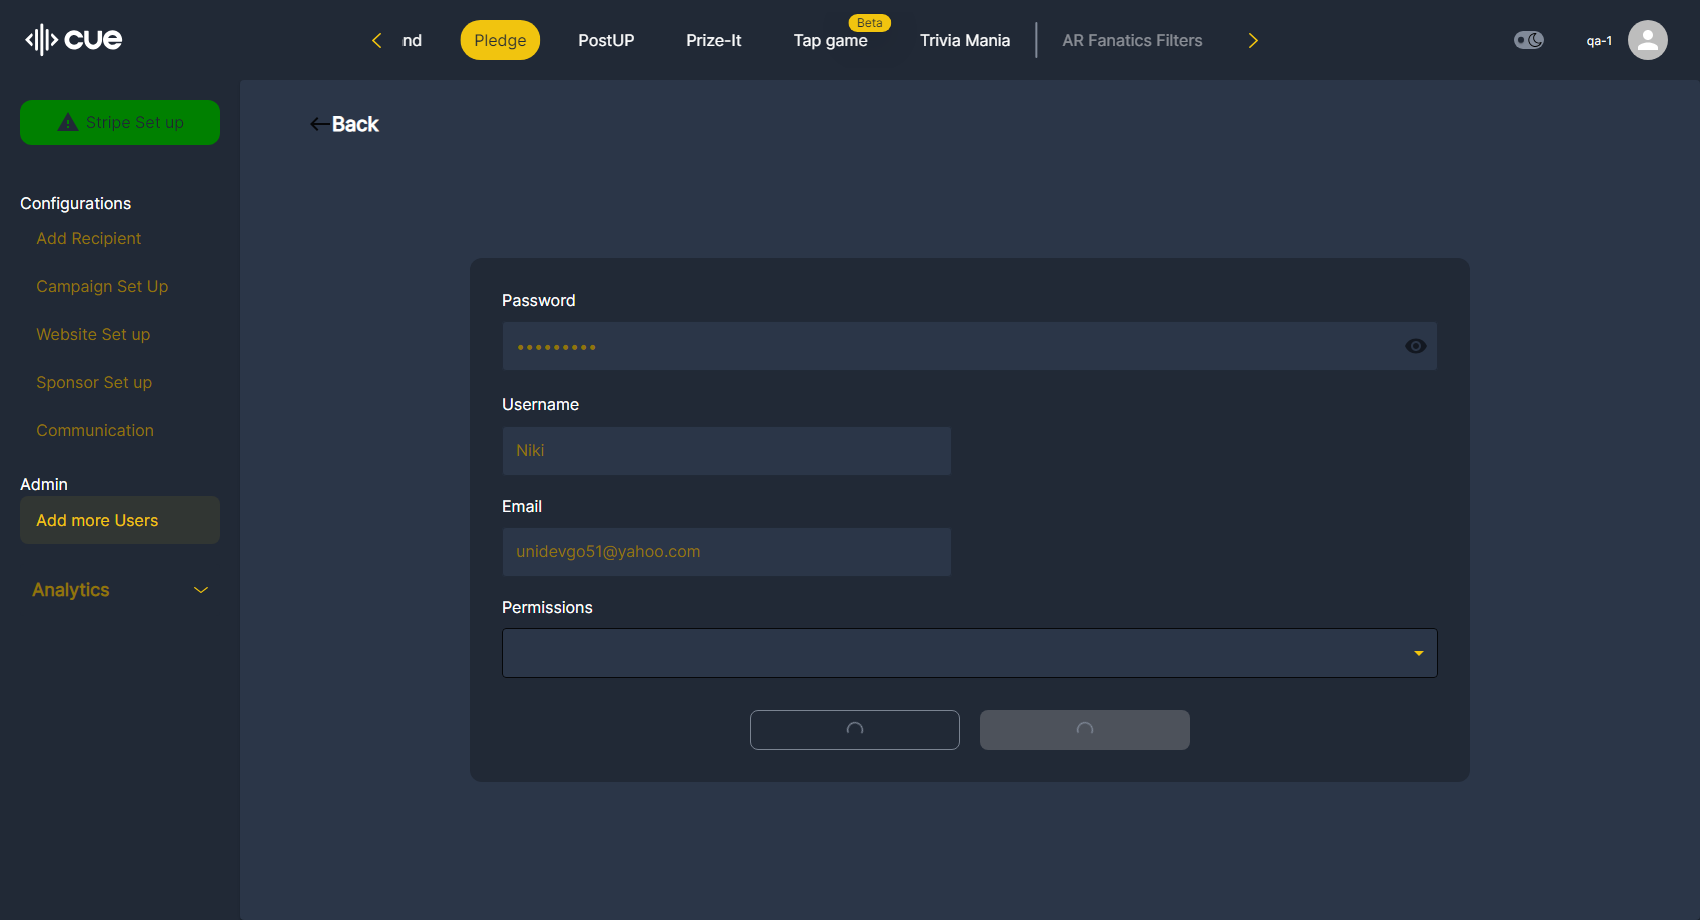 cue
nd
Pledge
PostUP
Prize-It
Beta
Tap game
Trivia Mania
AR Fanatics Filters
qa-1
Stripe Set up
Back
Configurations
Add Recipient
Campaign Set Up
Website Set up
Sponsor Set up
Communication
Admin
Add more Users
Analytics
Password
•••••••••
Username
Niki
Email
unidevgo51@yahoo.com
Permissions